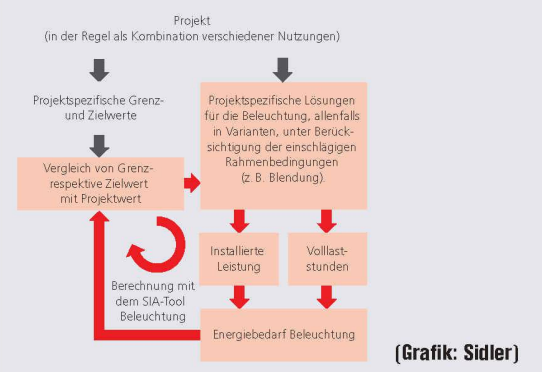 Projekt
(in der Regel als Kombination verschiedener Nutzungen)
Projektspezifische Grenz-
und Zielwerte
Projektspezifische Lösungen
für die Beleuchtung, allenfalls
in Varianten, unter Berück-
sichtigung der einschlägigen
Rahmenbedingungen
(z. B. Blendung).
Vergleich von Grenz-
respektive Zielwert
mit Projektwert
Installierte
Leistung
Volllast-
stunden
Berechnung mit
dem SIA-Tool
Beleuchtung
Energiebedarf Beleuchtung
(Grafik: Sidler)